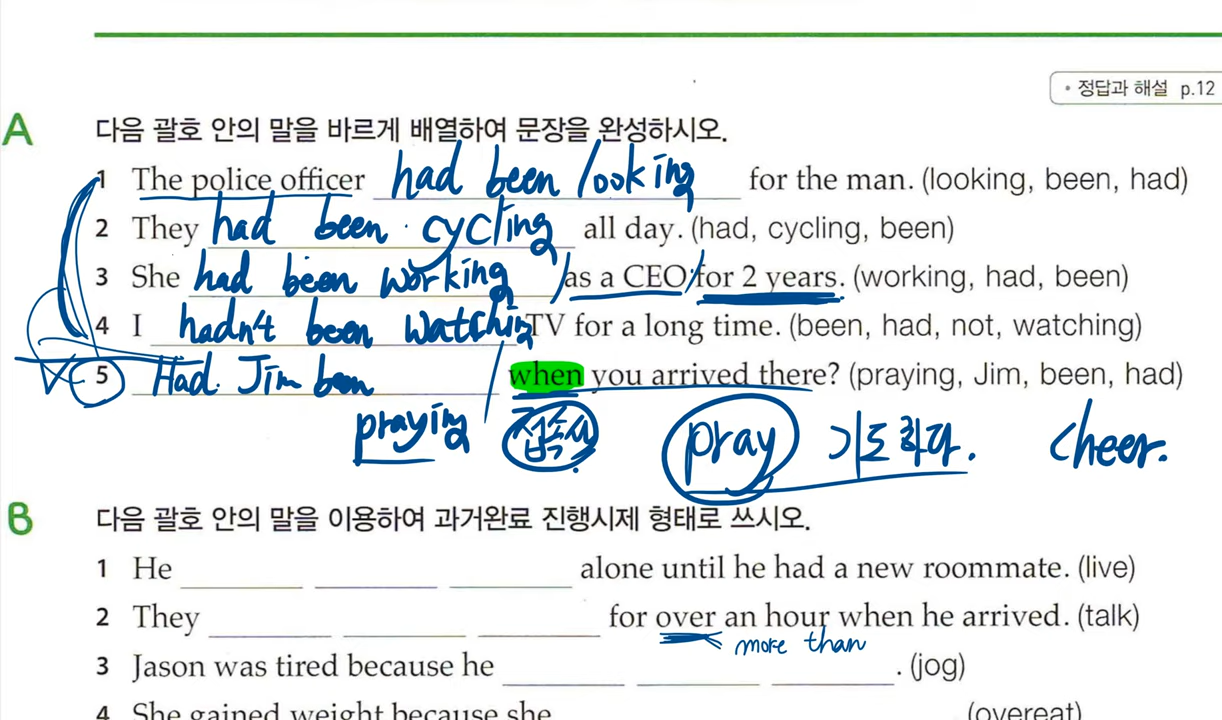 • 정답과 해설 p.12
A 다음 괄호 안의 말을 바르게 배열하여 문장을 완성하시오.
1 The police officer had been looking for the man. (looking, been, had)
2 They had been cycling all day. (had, cycling, been)
3 She had been working as a CEO for 2 years. (working, had, been)
4 I hadn't been watching TV for a long time. (been, had, not, watching)
5 Had Jim been when you arrived there? (praying, Jim, been, had)
praying 접속사 pray 기도하다. cheer.
B 다음 괄호 안의 말을 이용하여 과거완료 진행시제 형태로 쓰시오.
1 He alone until he had a new roommate. (live)
2 They for over an hour when he arrived. (talk)
more than
3 Jason was tired because he . (jog)
4 She gained weight because she (overeat)